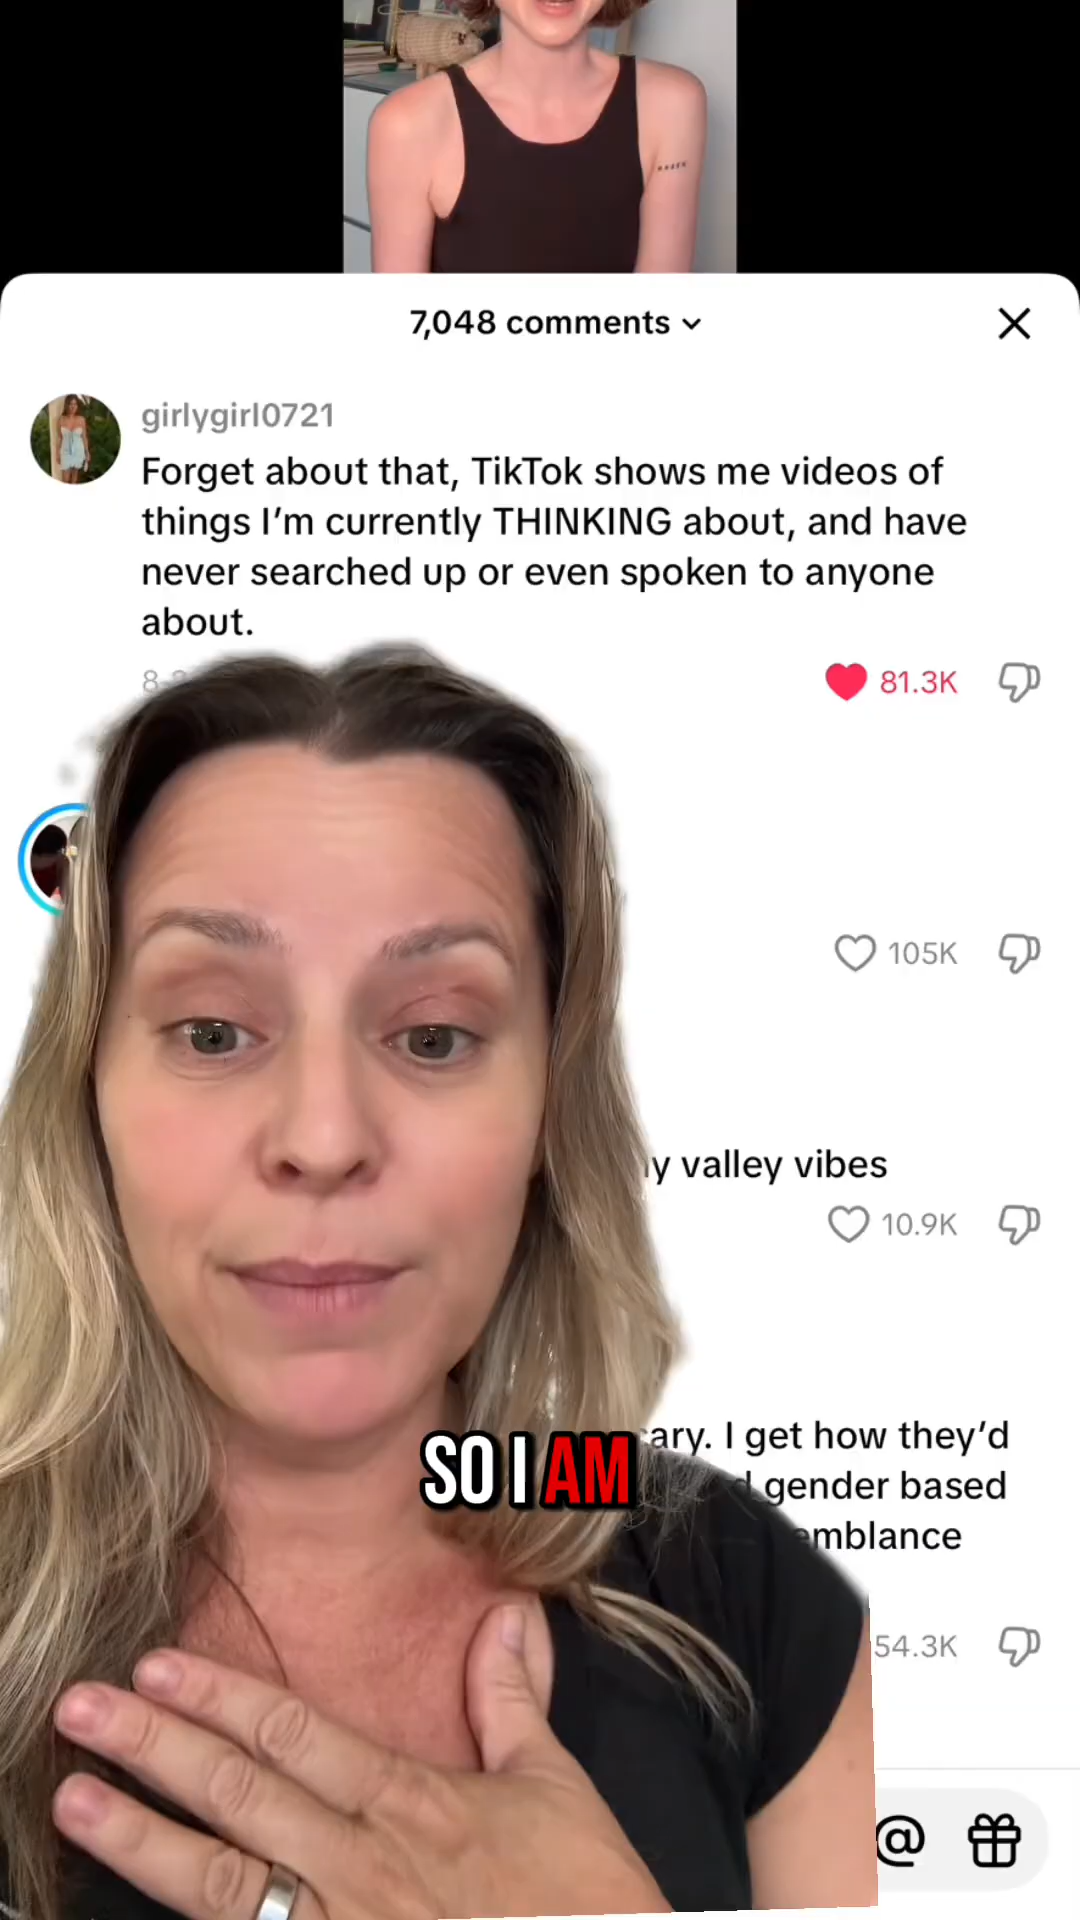 7,048 comments
girlygirl0721
Forget about that, TikTok shows me videos of
things I'm currently THINKING about, and have
never searched up or even spoken to anyone
about.
81.3K
105K
valley vibes
10.9K
I get how they'd
gender based
54.3K
SO I AM
@